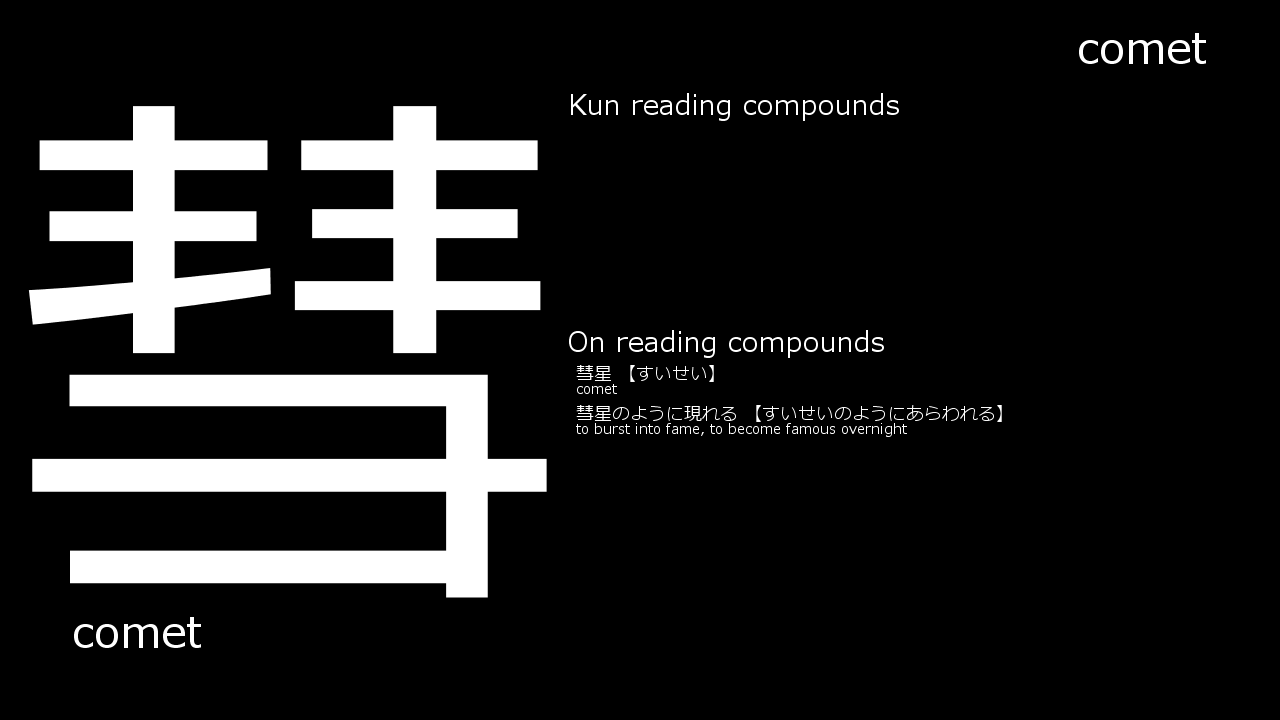 comet
彗
Kun reading compounds
On reading compounds
彗星 【すいせい】
comet
彗星のように現れる 【すいせいのようにあらわれる】
to burst into fame, to become famous overnight
comet